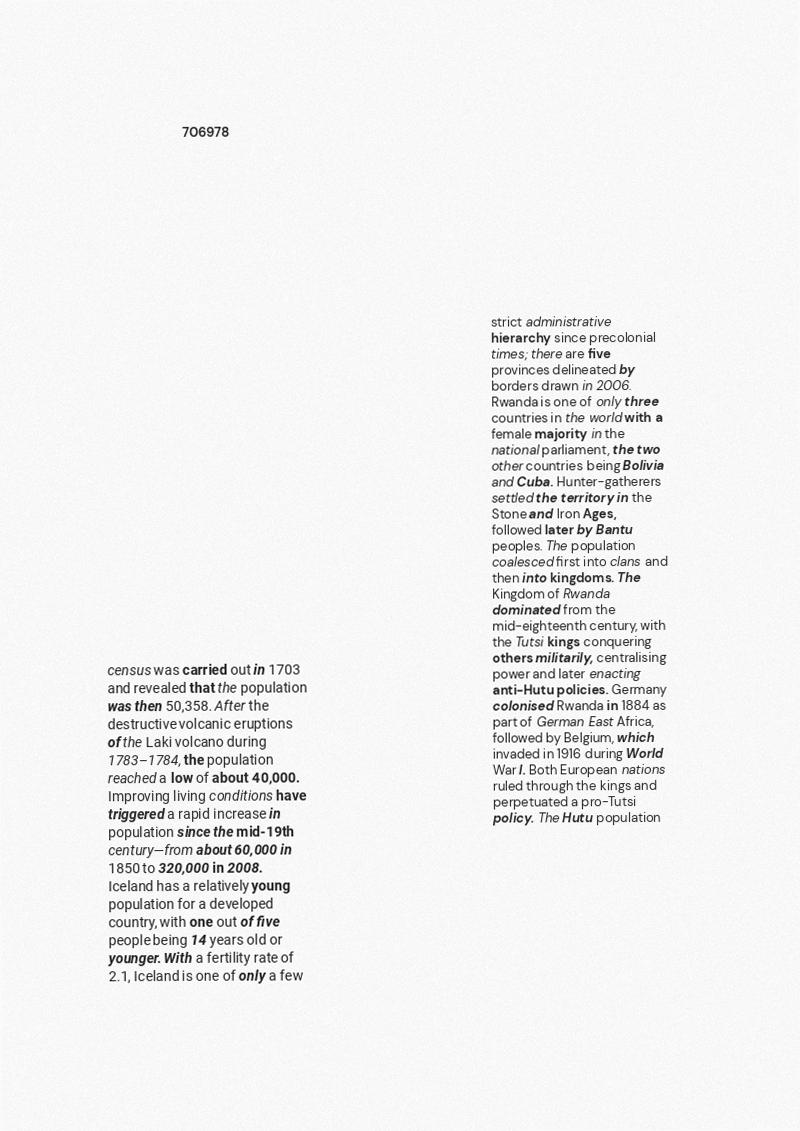 706978
census was carried out in 1703
and revealed that the population
was then 50,358. After the
destructive volcanic eruptions
of the Laki volcano during
1783–1784, the population
reached a low of about 40,000.
Improving living conditions have
triggered a rapid increase in
population since the mid-19th
century—from about 60,000 in
1850 to 320,000 in 2008.
Iceland has a relatively young
population for a developed
country, with one out of five
people being 14 years old or
younger. With a fertility rate of
2.1, Iceland is one of only a few
strict administrative
hierarchy since precolonial
times; there are five
provinces delineated by
borders drawn in 2006.
Rwanda is one of only three
countries in the world with a
female majority in the
national parliament, the two
other countries being Bolivia
and Cuba. Hunter-gatherers
settled the territory in the
Stone and Iron Ages,
followed later by Bantu
peoples. The population
coalesced first into clans and
then into kingdoms. The
Kingdom of Rwanda
dominated from the
mid-eighteenth century, with
the Tutsi kings conquering
others militarily, centralising
power and later enacting
anti-Hutu policies. Germany
colonised Rwanda in 1884 as
part of German East Africa,
followed by Belgium, which
invaded in 1916 during World
War I. Both European nations
ruled through the kings and
perpetuated a pro-Tutsi
policy. The Hutu population